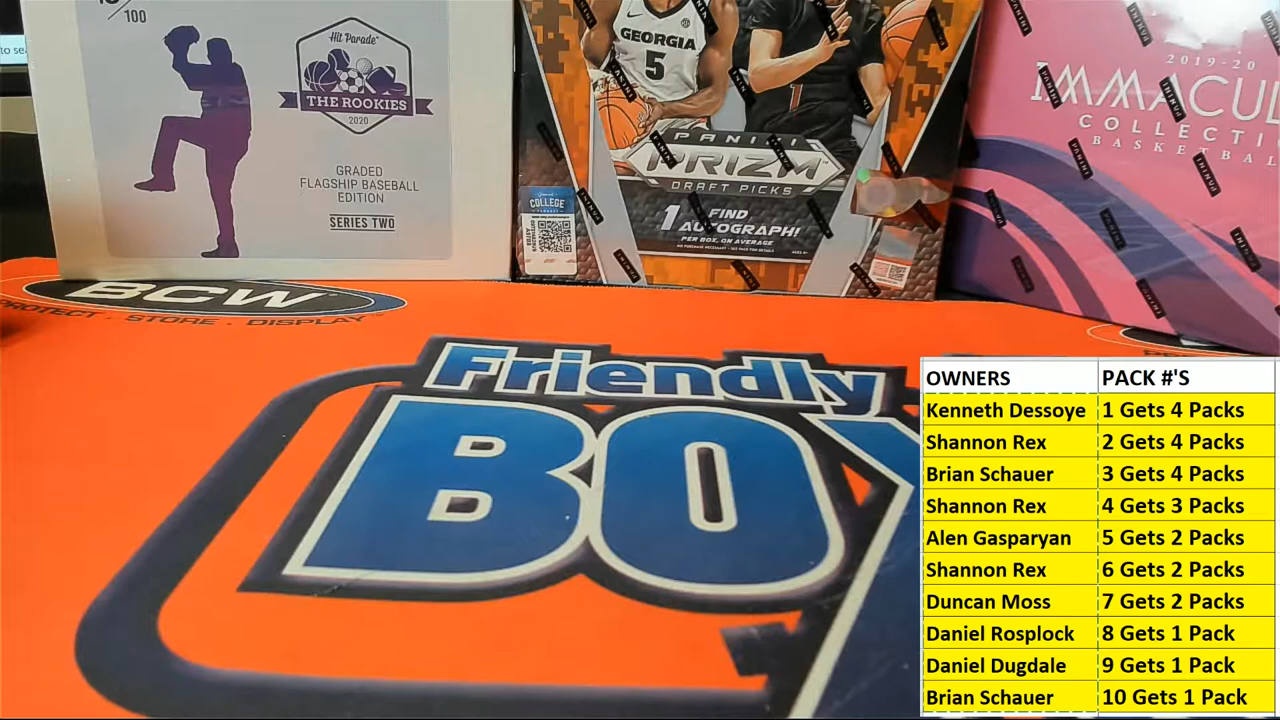 to sea
/100
Hit Parade
THE ROOKIES
2020
GRADED
FLAGSHIP BASEBALL
EDITION
SERIES TWO
GEORGIA
5
1
PANINI
PRIZM
DRAFT PICKS
COLLEGE
1 FIND
AUTOGRAPH!
PER BOX, ON AVERAGE
2019-20
IMMACUL
COLLECTI
BASKETBAL
BCW
PROTECT . STORE . DISPLAY
Friendly
BO
OWNERS PACK #'S
Kenneth Dessoye 1 Gets 4 Packs
Shannon Rex 2 Gets 4 Packs
Brian Schauer 3 Gets 4 Packs
Shannon Rex 4 Gets 3 Packs
Alen Gasparyan 5 Gets 2 Packs
Shannon Rex 6 Gets 2 Packs
Duncan Moss 7 Gets 2 Packs
Daniel Rosplock 8 Gets 1 Pack
Daniel Dugdale 9 Gets 1 Pack
Brian Schauer 10 Gets 1 Pack